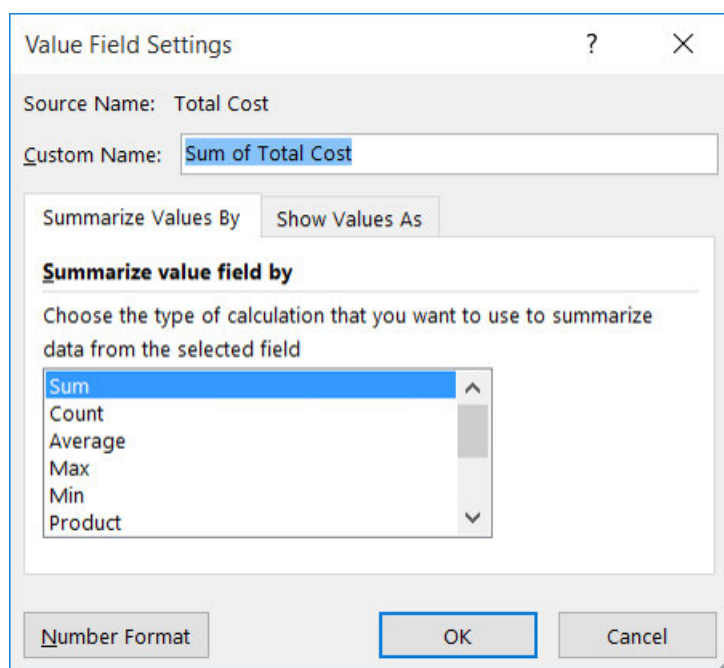 Value Field Settings ?
Source Name: Total Cost
Custom Name: Sum of Total Cost
Summarize Values By Show Values As
Summarize value field by
Choose the type of calculation that you want to use to summarize
data from the selected field
Sum
Count
Average
Max
Min
Product
Number Format OK Cancel